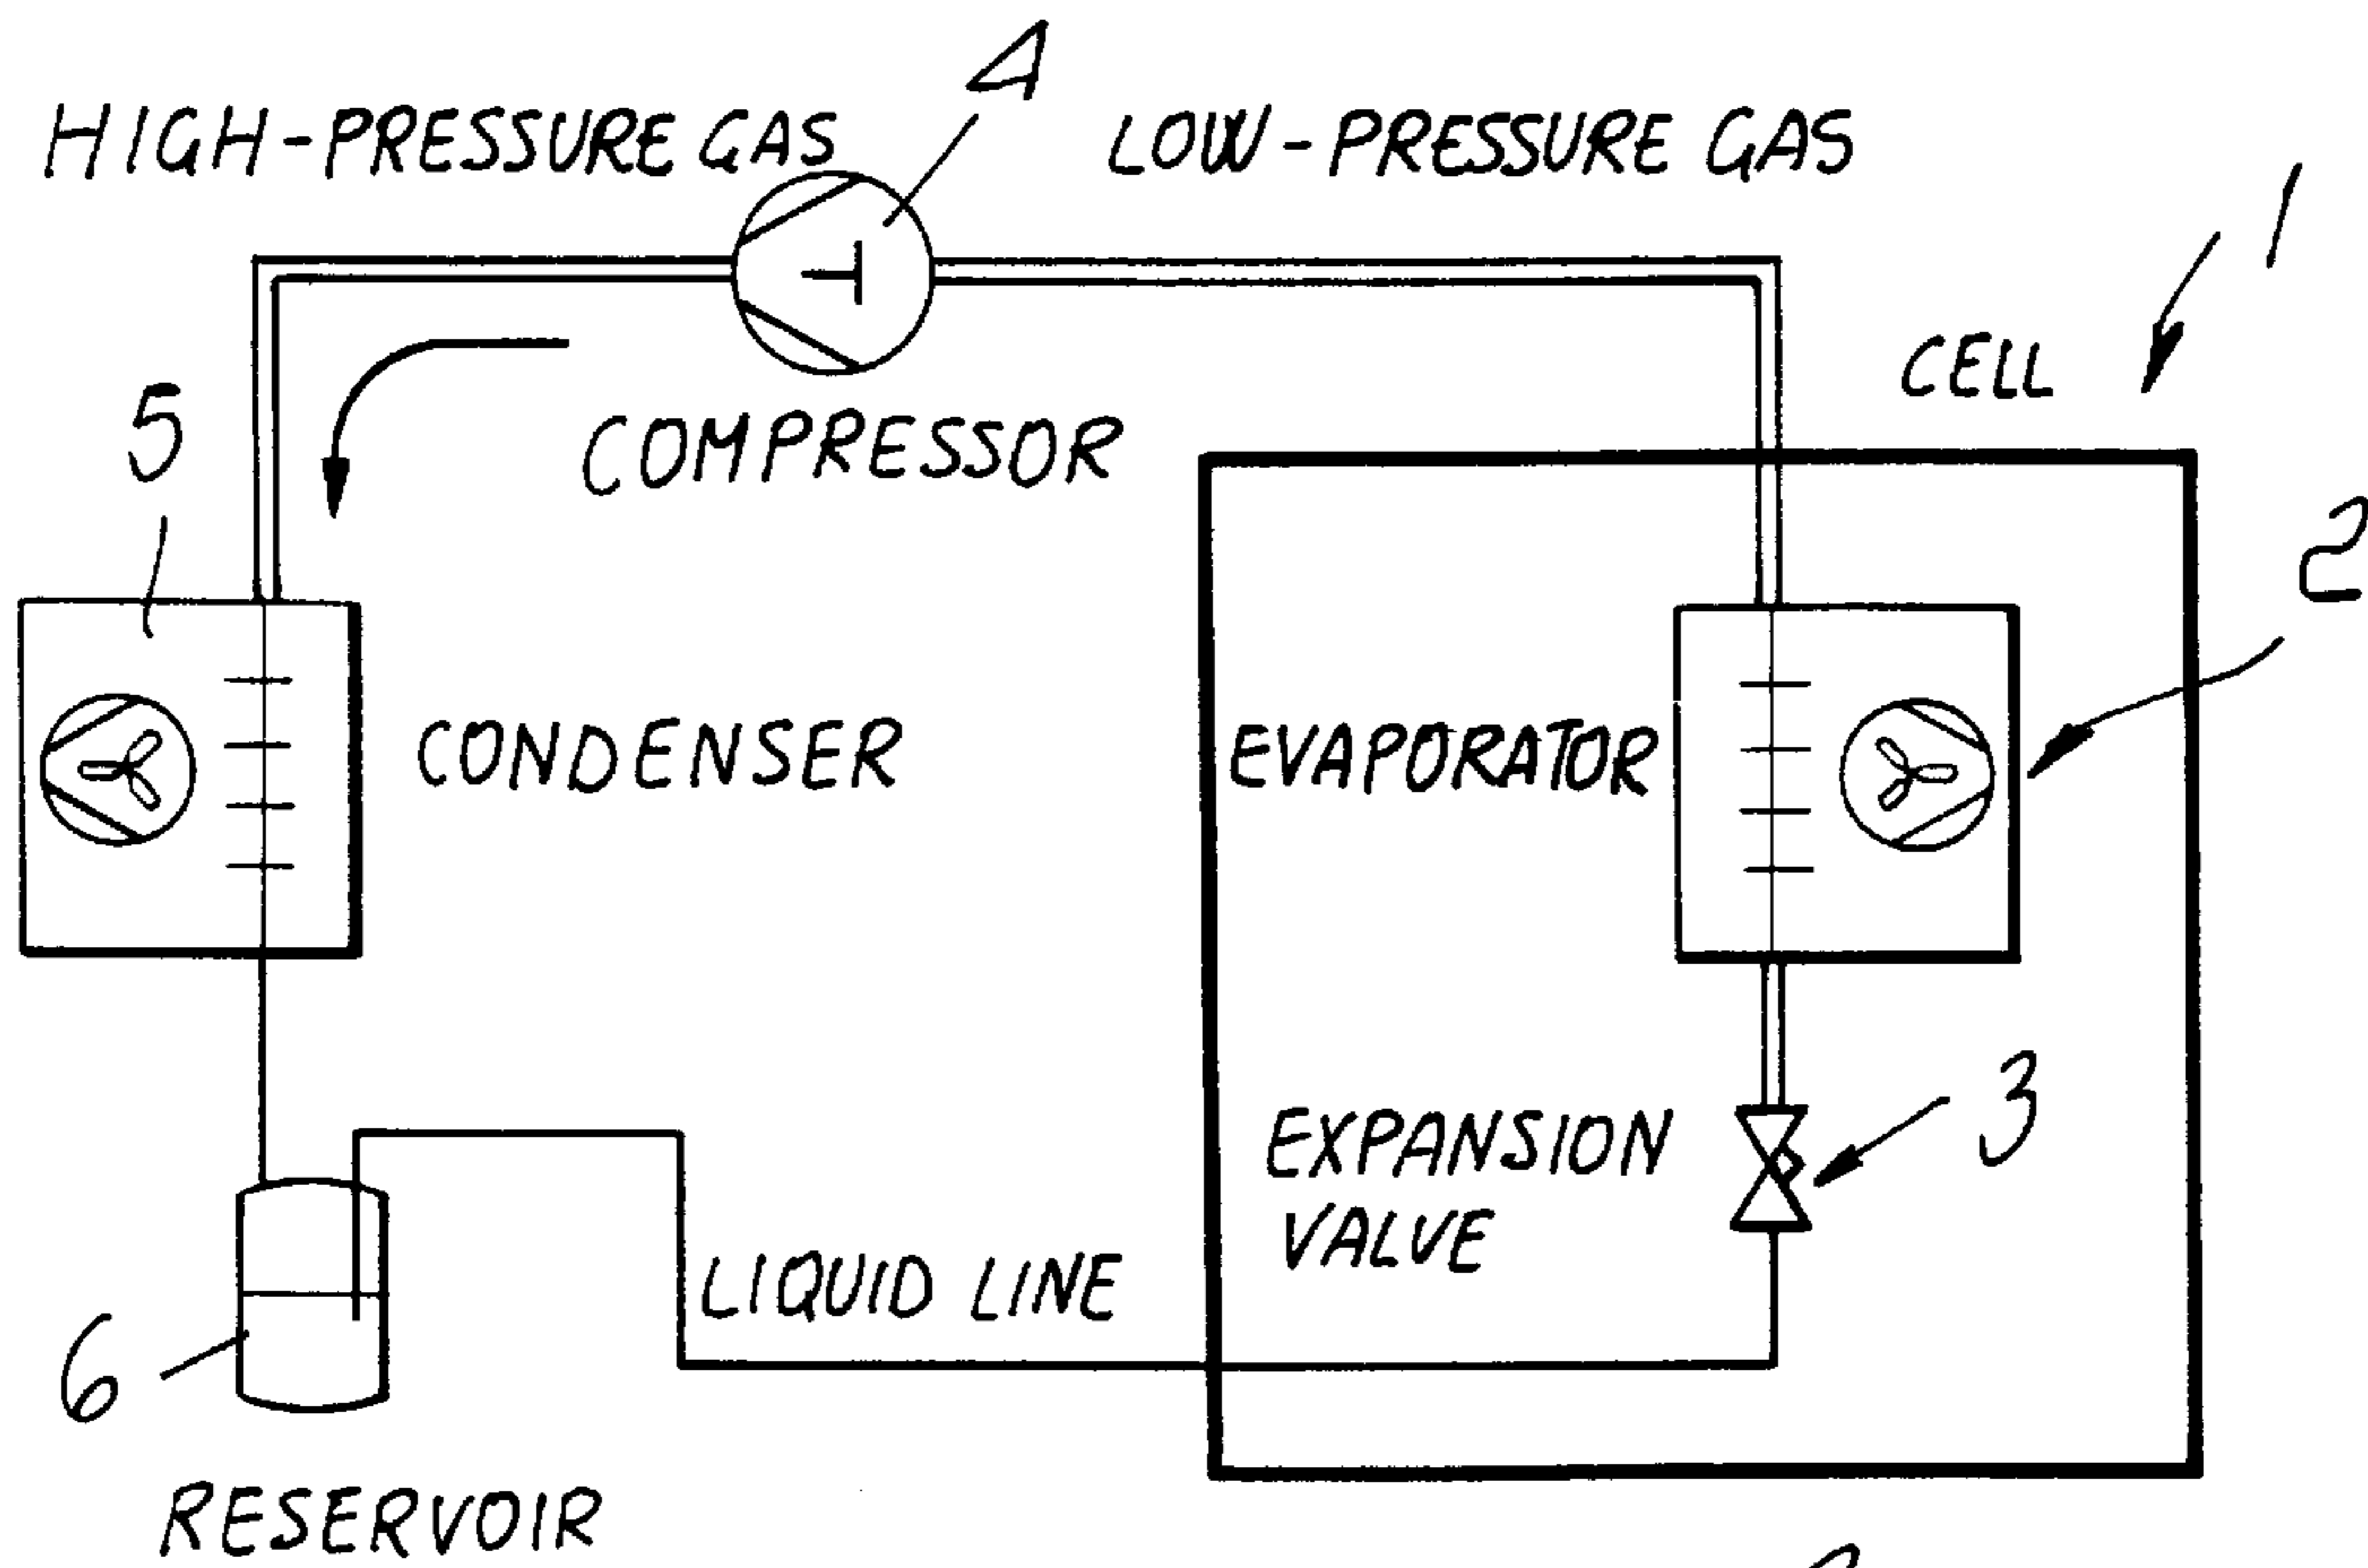 4
HIGH-PRESSURE GAS
LOW-PRESSURE GAS
1
CELL
5
COMPRESSOR
2
CONDENSER
EVAPORATOR
3
EXPANSION
VALVE
LIQUID LINE
6
RESERVOIR